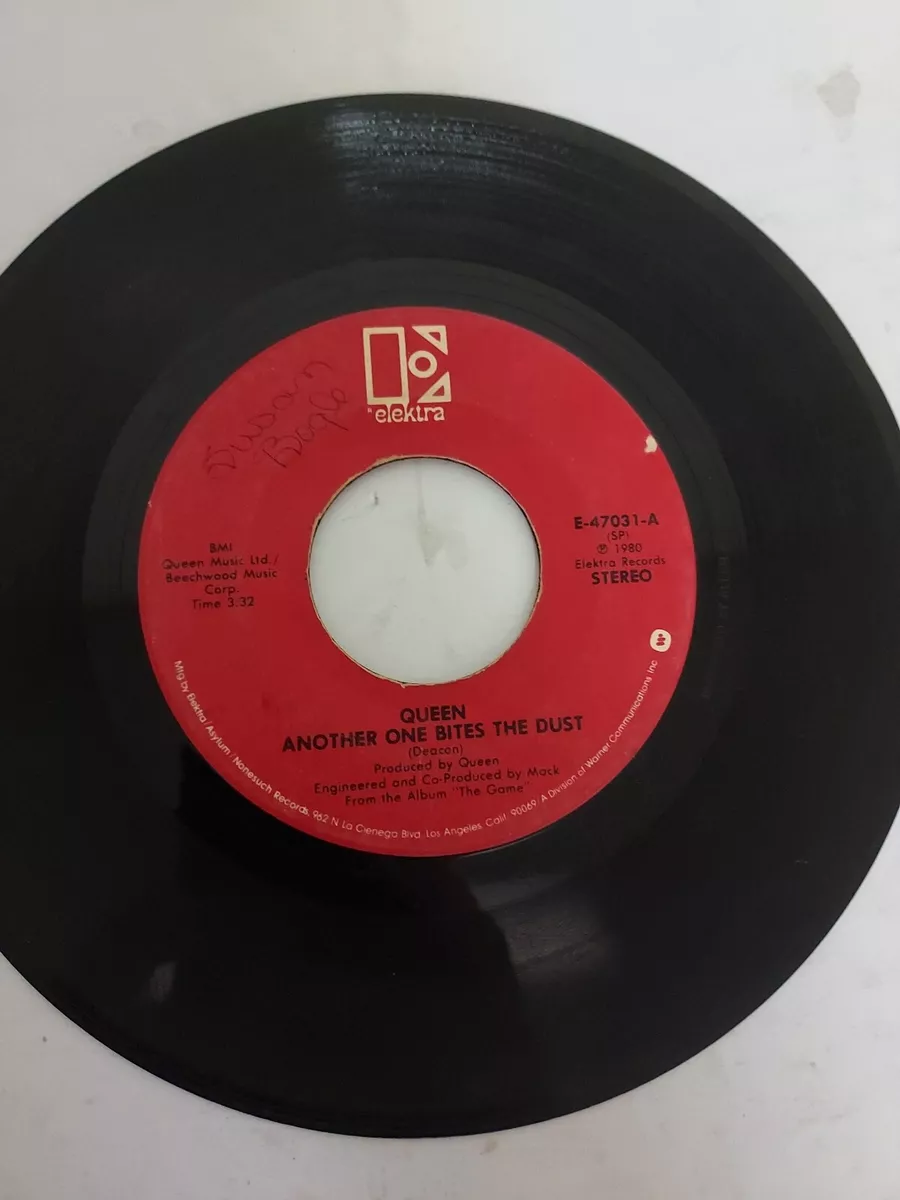 elektra
Susan
Bogle
BMI
Queen Music Ltd./
Beechwood Music
Corp.
Time 3:32
E-47031-A
(SP)
℗ 1980
Elektra Records
STEREO
QUEEN
ANOTHER ONE BITES THE DUST
(Deacon)
Produced by Queen
Engineered and Co-Produced by Mack
From the Album "The Game"
Mfg by Elektra/Asylum/Nonesuch Records, 962 N La Cienega Blvd. Los Angeles, Calif. 90069. A Division of Warner Communications Inc